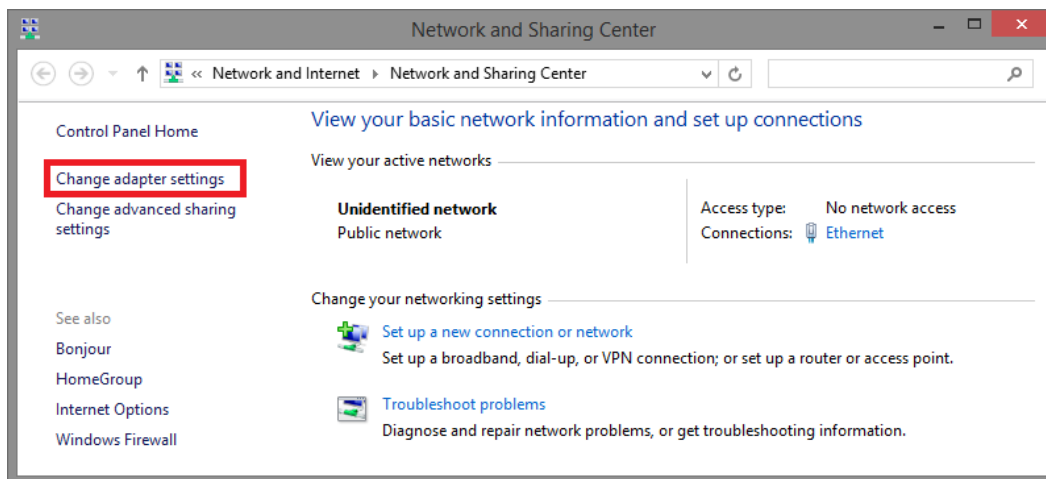 Network and Sharing Center
« Network and Internet ▸ Network and Sharing Center
Control Panel Home
Change adapter settings
Change advanced sharing
settings
See also
Bonjour
HomeGroup
Internet Options
Windows Firewall
View your basic network information and set up connections
View your active networks
Unidentified network
Public network
Access type: No network access
Connections: Ethernet
Change your networking settings
Set up a new connection or network
Set up a broadband, dial-up, or VPN connection; or set up a router or access point.
Troubleshoot problems
Diagnose and repair network problems, or get troubleshooting information.